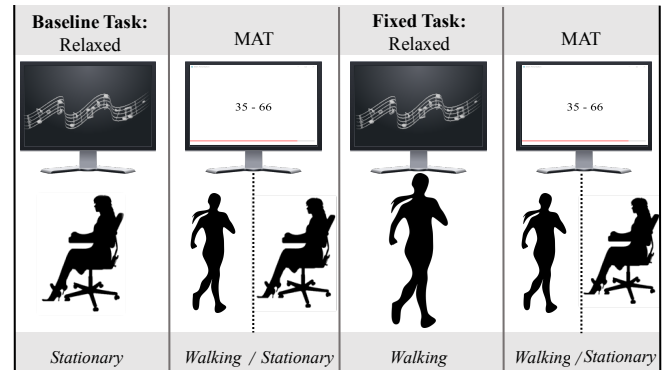 Baseline Task:
Relaxed
MAT
Fixed Task:
Relaxed
MAT
35 - 66
35 - 66
Stationary
Walking / Stationary
Walking
Walking / Stationary